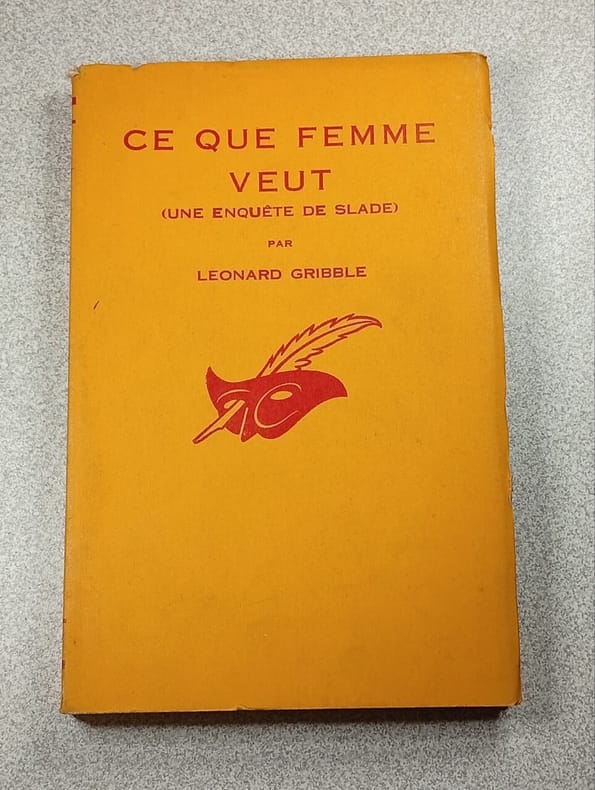 CE QUE FEMME
VEUT
(UNE ENQUÊTE DE SLADE)
PAR
LEONARD GRIBBLE